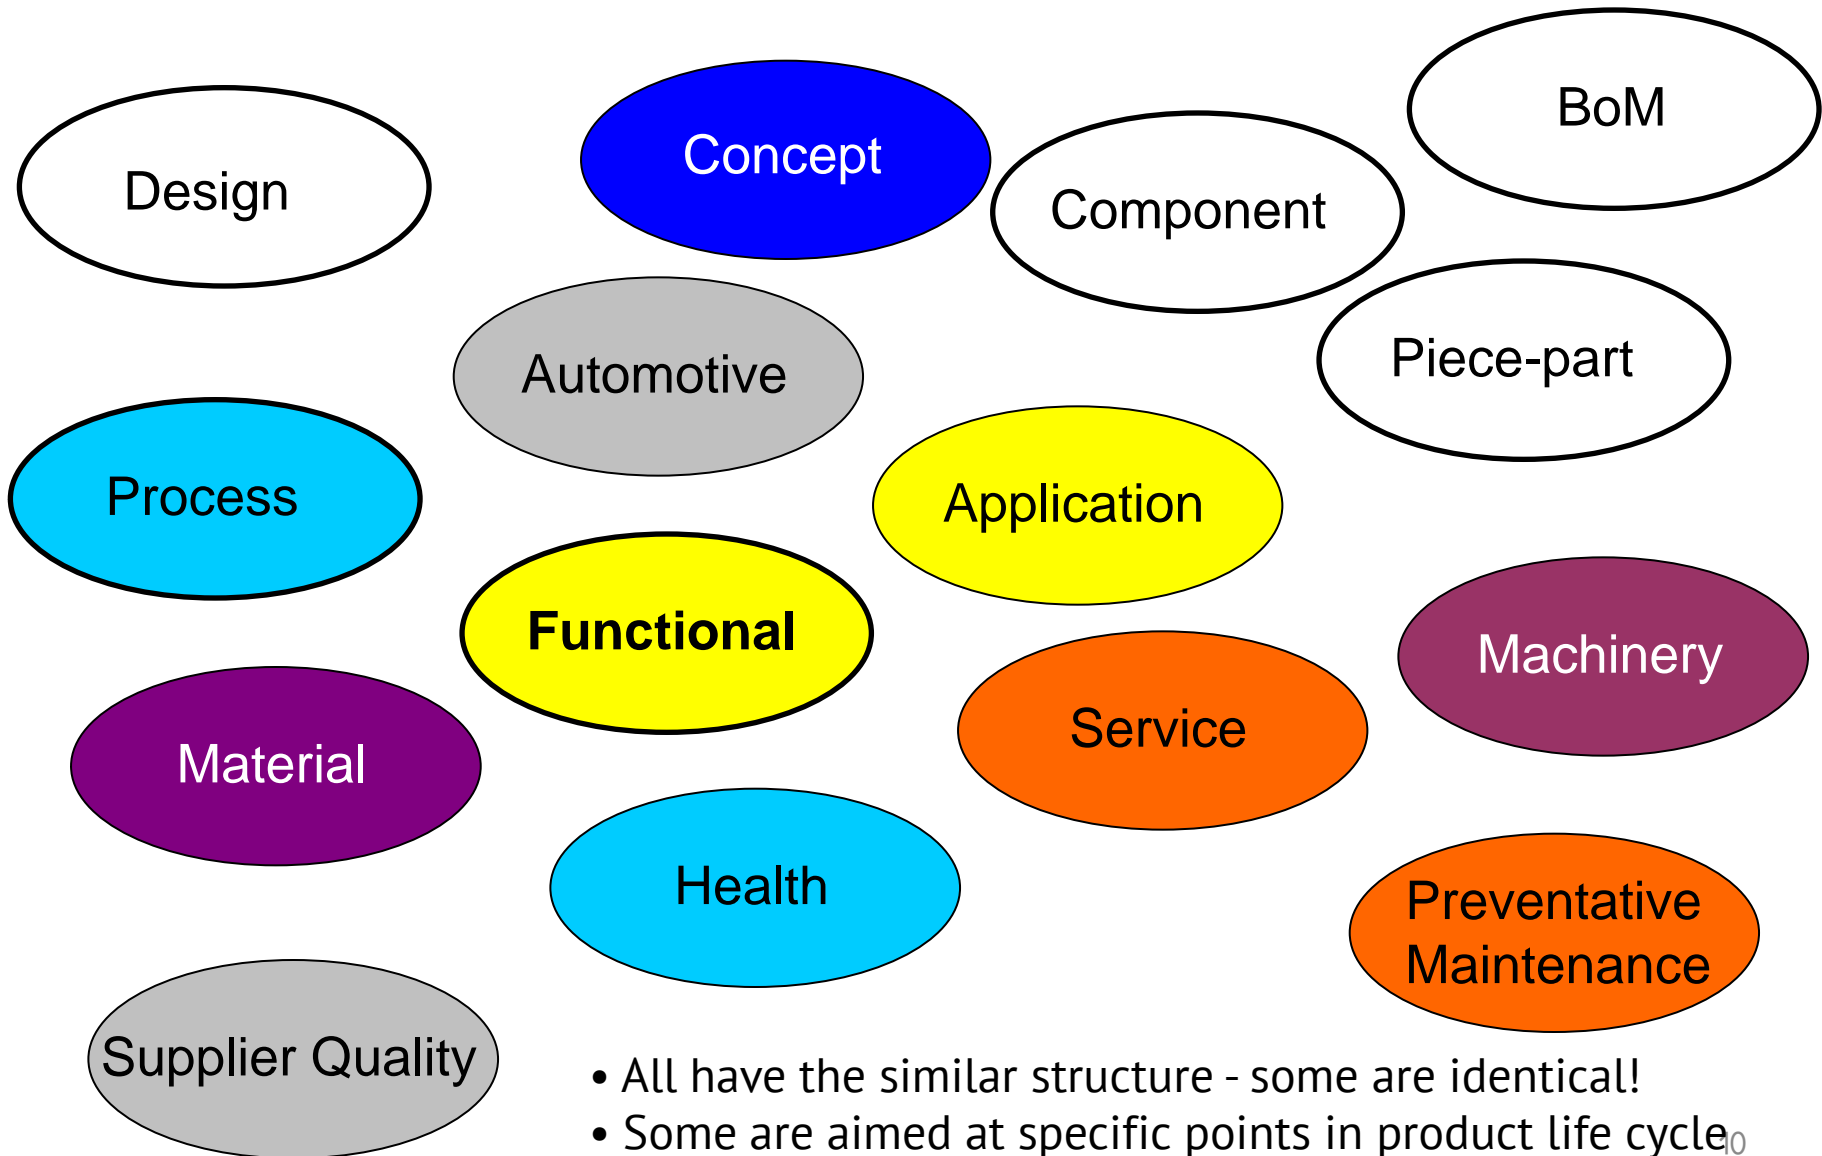 BoM
Concept
Design
Component
Piece-part
Automotive
Process
Application
Functional
Machinery
Service
Material
Health
Preventative
Maintenance
Supplier Quality
• All have the similar structure - some are identical!
• Some are aimed at specific points in product life cycle
10